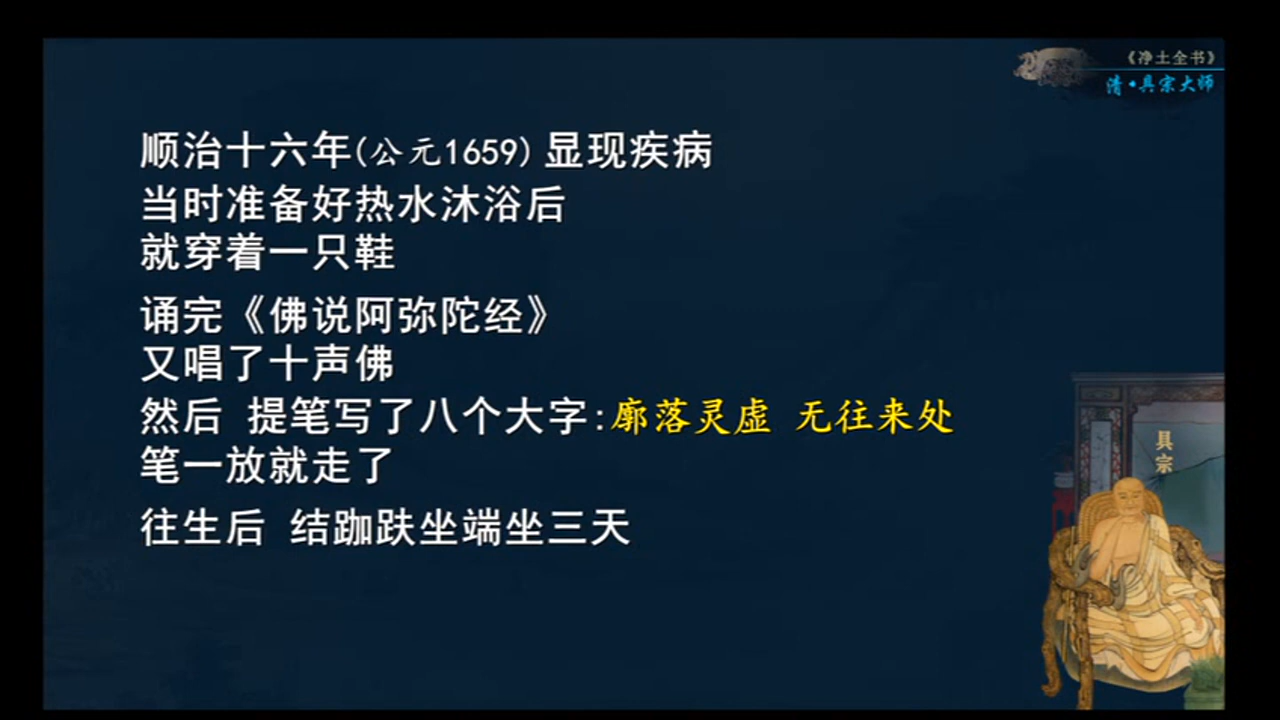 《净土全书》
清·具宗大师
顺治十六年(公元1659)显现疾病
当时准备好热水沐浴后
就穿着一只鞋
诵完《佛说阿弥陀经》
又唱了十声佛
然后 提笔写了八个大字:廓落灵虚 无往来处
笔一放就走了
往生后 结跏趺坐端坐三天
具宗